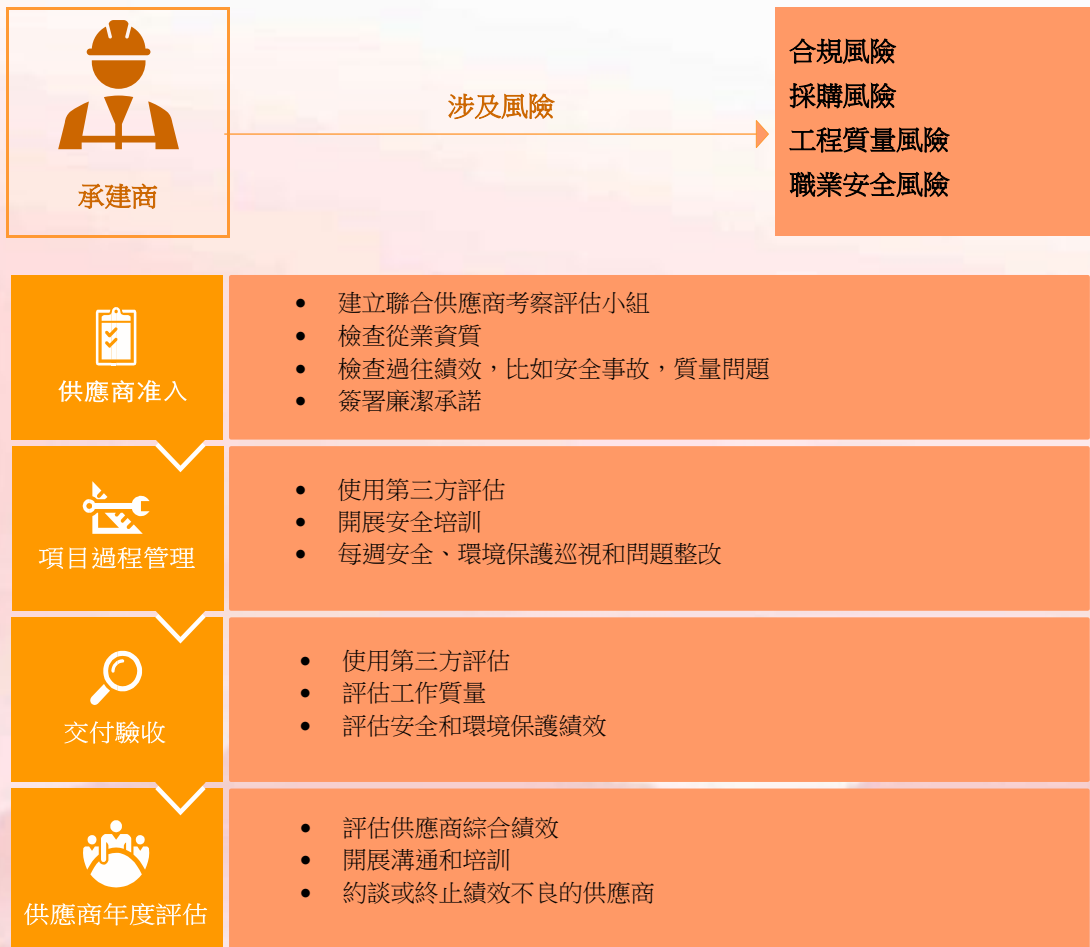 涉及風險
承建商
合規風險
採購風險
工程質量風險
職業安全風險
供應商准入
• 建立聯合供應商考察評估小組
• 檢查從業資質
• 檢查過往績效，比如安全事故，質量問題
• 簽署廉潔承諾
項目過程管理
• 使用第三方評估
• 開展安全培訓
• 每週安全、環境保護巡視和問題整改
交付驗收
• 使用第三方評估
• 評估工作質量
• 評估安全和環境保護績效
供應商年度評估
• 評估供應商綜合績效
• 開展溝通和培訓
• 約談或終止績效不良的供應商